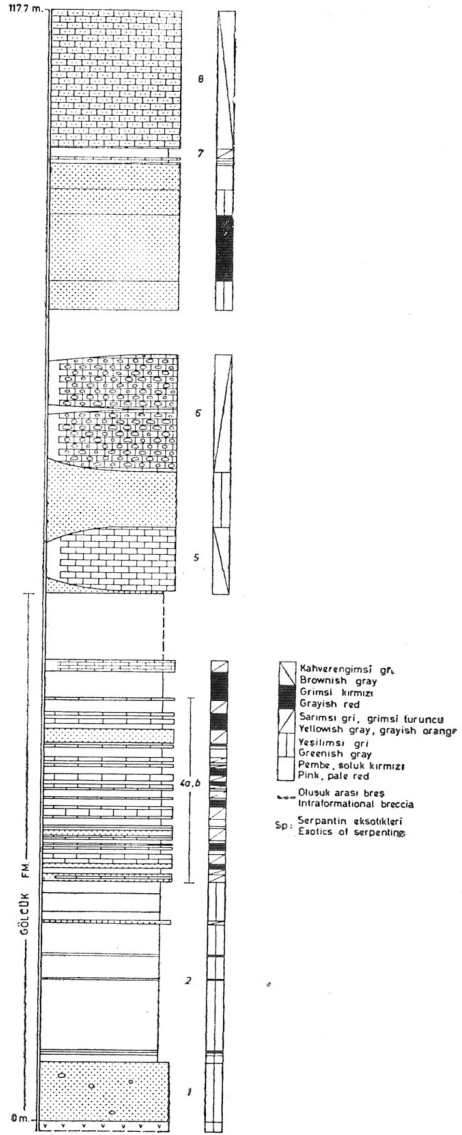 117.7 m.
8
7
6
5
Kahverengimsi gri
Brownish gray
Grimsi kırmızı
Grayish red
Sarımsı gri, grimsi turuncu
Yellowish gray, grayish orange
Yeşilimsi gri
Greenish gray
Pembe, soluk kırmızı
Pink, pale red
Oluşuk arası breş
Intraformational breccia
Sp: Serpantin eksotikleri
Exotics of serpenting
4a,b
GÖLCÜK FM.
2
1
0 m.